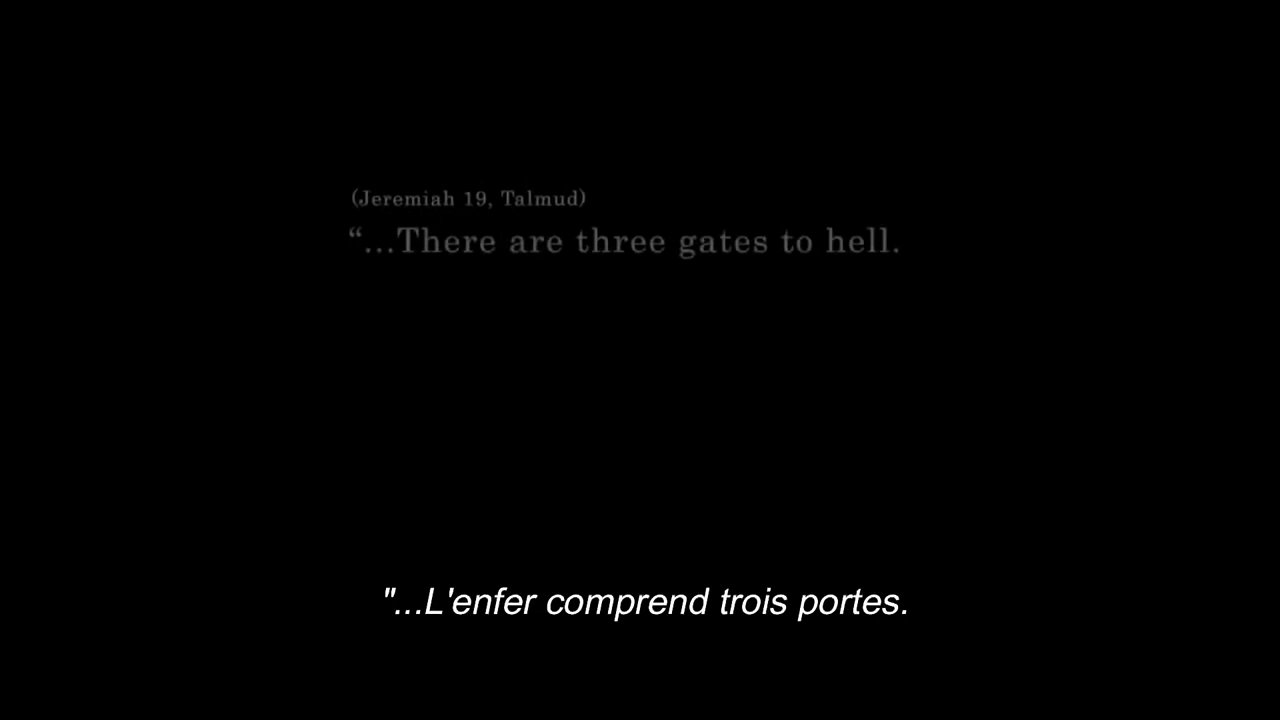 (Jeremiah 19, Talmud)
“...There are three gates to hell.
"...L'enfer comprend trois portes.